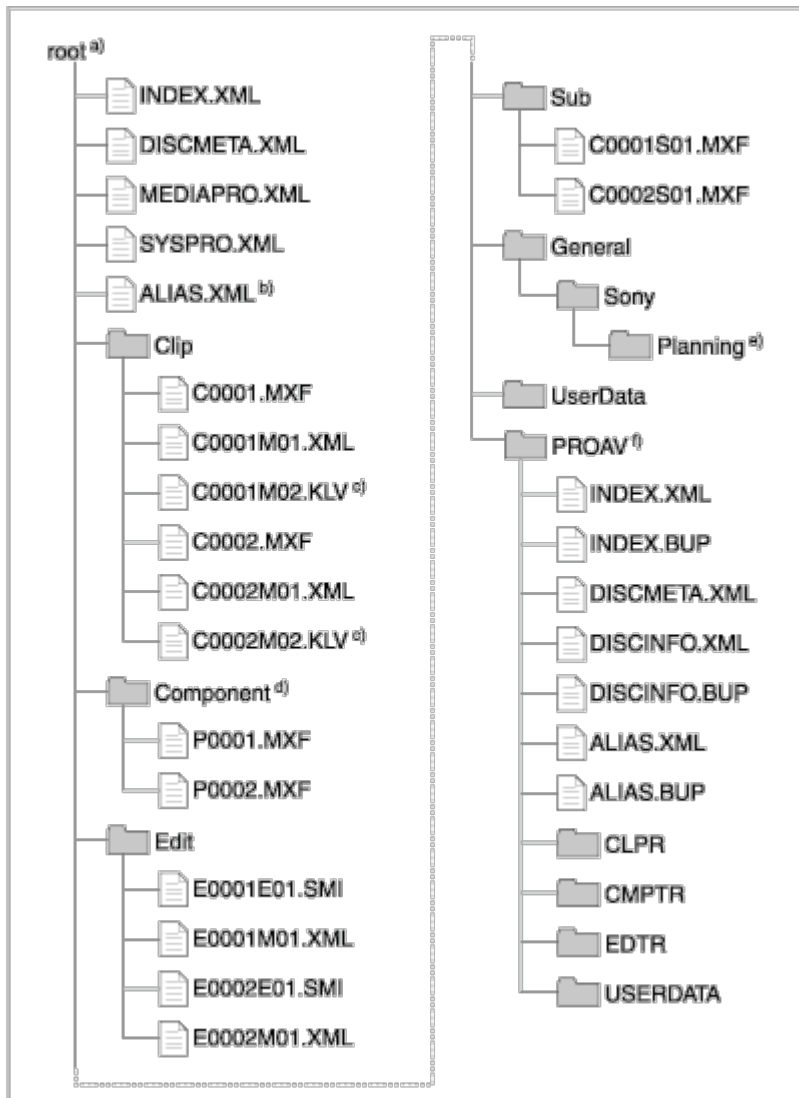 root a)
INDEX.XML
DISCMETA.XML
MEDIAPRO.XML
SYSPRO.XML
ALIAS.XML b)
Clip
C0001.MXF
C0001M01.XML
C0001M02.KLV c)
C0002.MXF
C0002M01.XML
C0002M02.KLV c)
Component d)
P0001.MXF
P0002.MXF
Edit
E0001E01.SMI
E0001M01.XML
E0002E01.SMI
E0002M01.XML
Sub
C0001S01.MXF
C0002S01.MXF
General
Sony
Planning e)
UserData
PROAV f)
INDEX.XML
INDEX.BUP
DISCMETA.XML
DISCINFO.XML
DISCINFO.BUP
ALIAS.XML
ALIAS.BUP
CLPR
CMPTR
EDTR
USERDATA